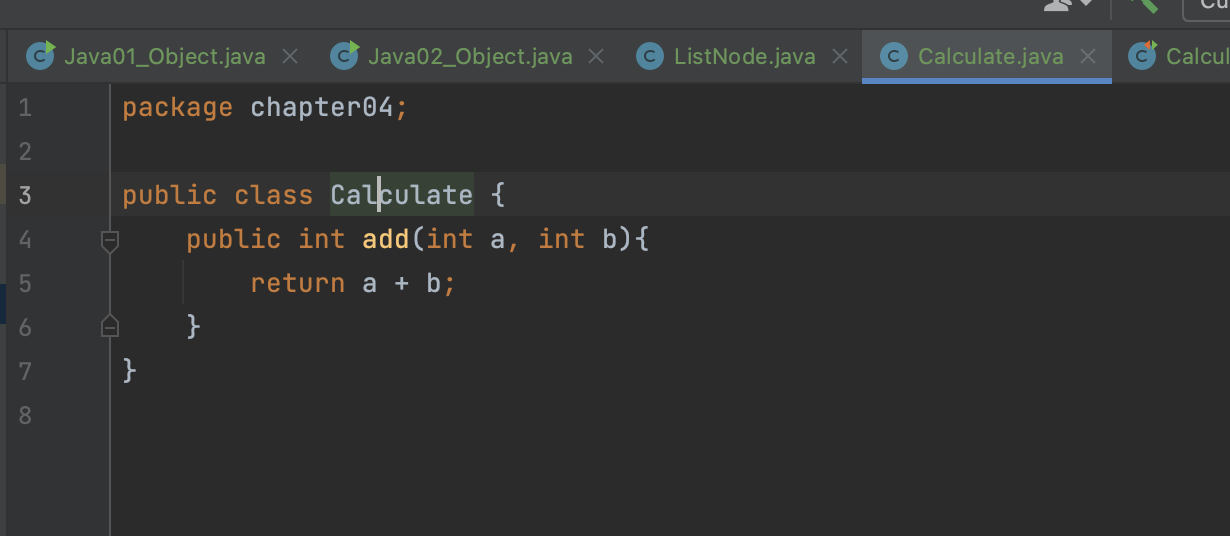 Cu
Java01_Object.java Java02_Object.java ListNode.java Calculate.java Calcul
1 package chapter04;
2
3 public class Calculate {
4     public int add(int a, int b){
5         return a + b;
6     }
7 }
8